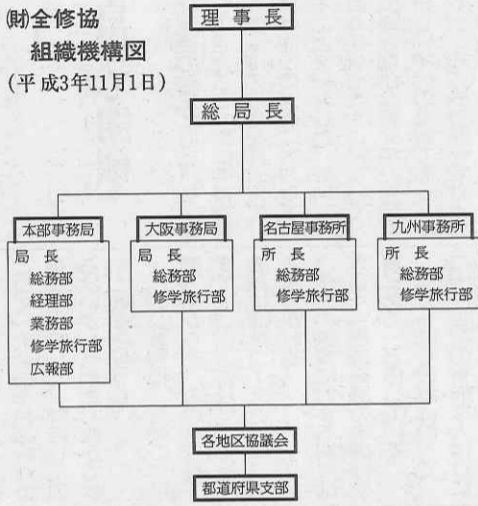 ㈶全修協
組織機構図
(平成3年11月1日)
理事長
総局長
本部事務局
局長
総務部
経理部
業務部
修学旅行部
広報部
大阪事務局
局長
総務部
修学旅行部
名古屋事務所
所長
総務部
修学旅行部
九州事務所
所長
総務部
修学旅行部
各地区協議会
都道府県支部